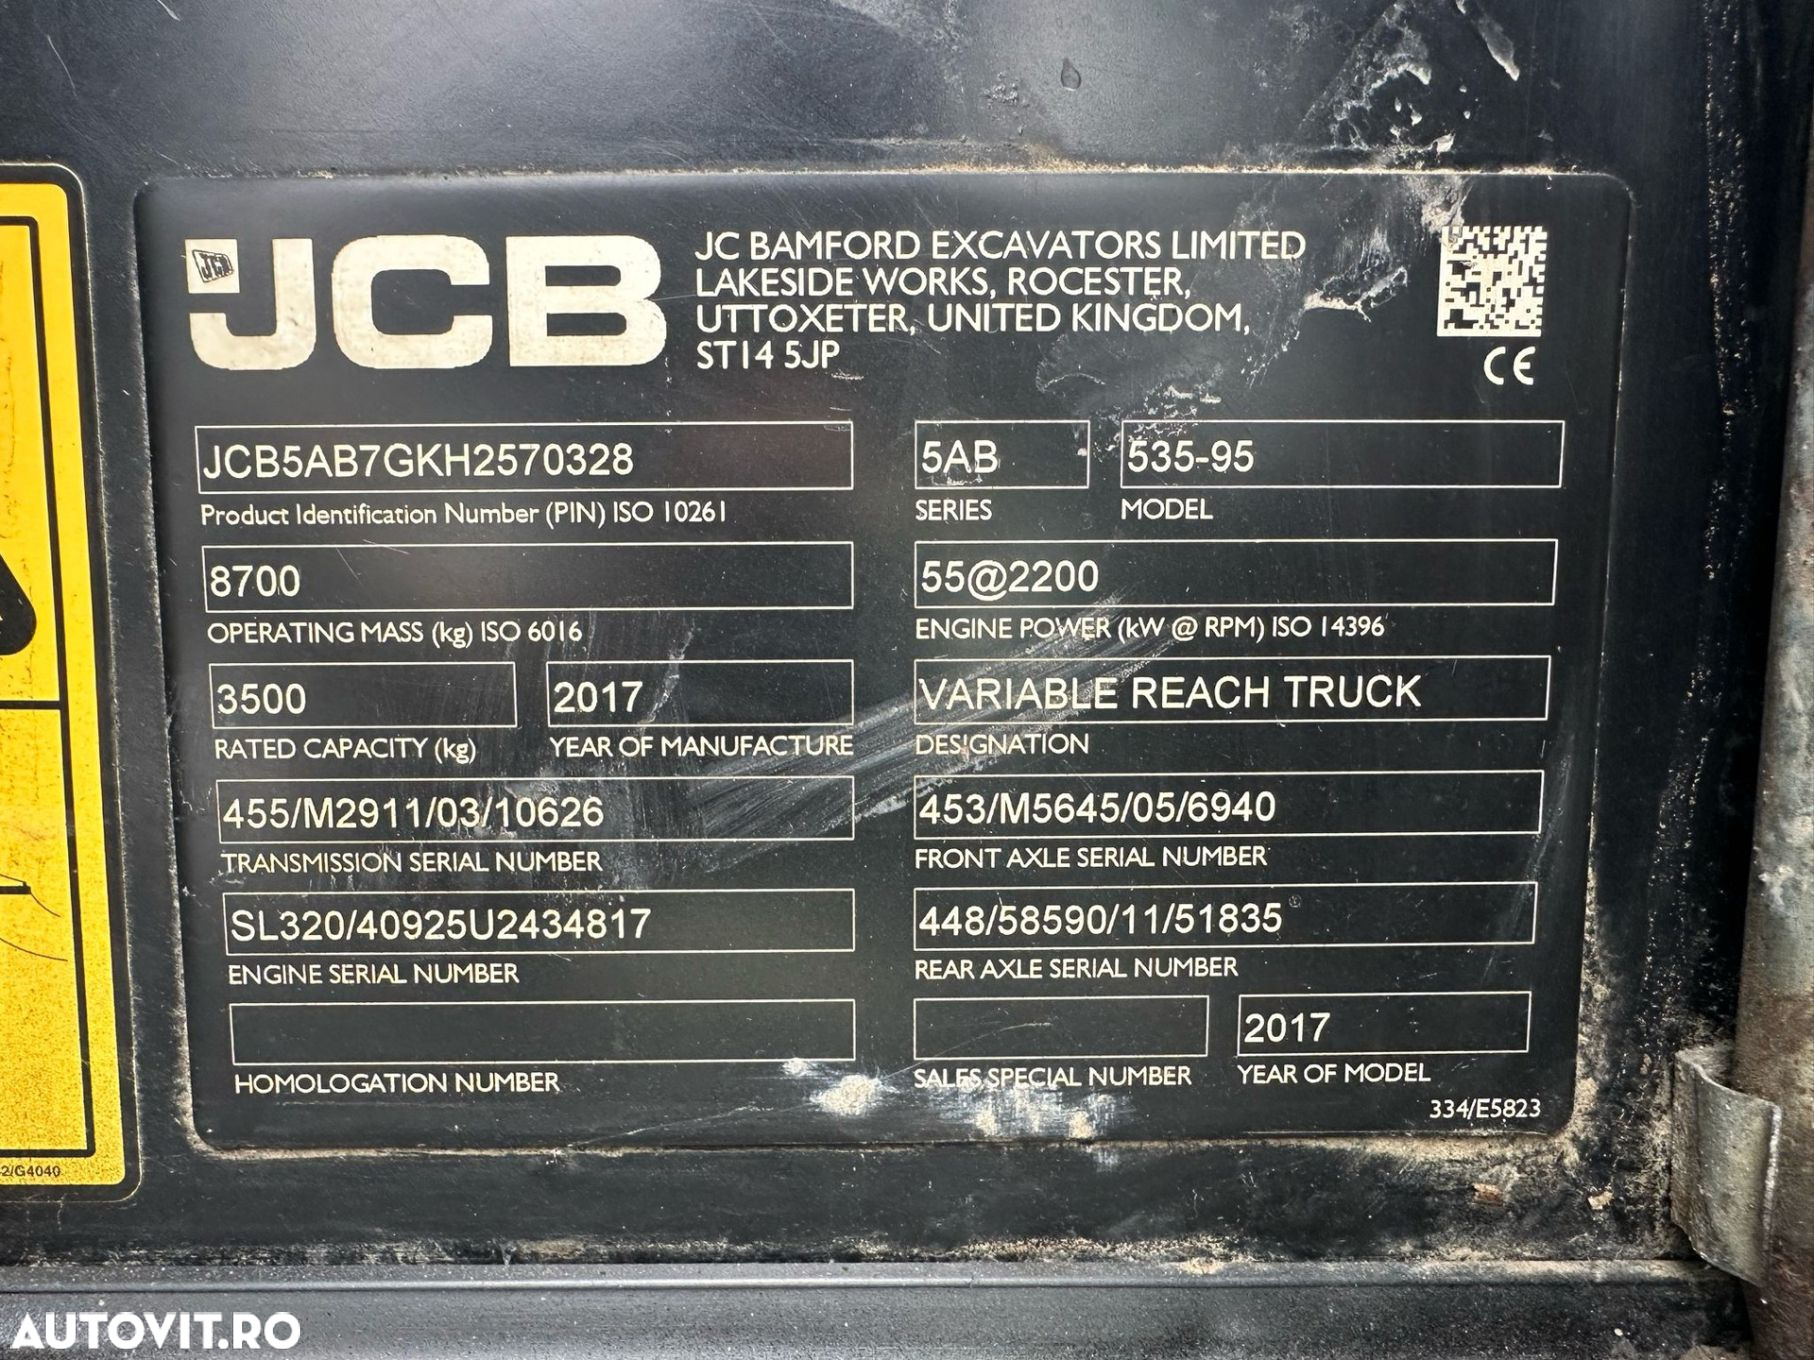 JCB
JC BAMFORD EXCAVATORS LIMITED
LAKESIDE WORKS, ROCESTER,
UTTOXETER, UNITED KINGDOM,
ST14 5JP
CE
JCB5AB7GKH2570328
Product Identification Number (PIN) ISO 10261
5AB
SERIES
535-95
MODEL
8700
OPERATING MASS (kg) ISO 6016
55@2200
ENGINE POWER (kW @ RPM) ISO 14396
3500
RATED CAPACITY (kg)
2017
YEAR OF MANUFACTURE
VARIABLE REACH TRUCK
DESIGNATION
455/M2911/03/10626
TRANSMISSION SERIAL NUMBER
453/M5645/05/6940
FRONT AXLE SERIAL NUMBER
SL320/40925U2434817
ENGINE SERIAL NUMBER
448/58590/11/51835
REAR AXLE SERIAL NUMBER
HOMOLOGATION NUMBER
SALES SPECIAL NUMBER
2017
YEAR OF MODEL
334/E5823
2/G4040
AUTOVIT.RO